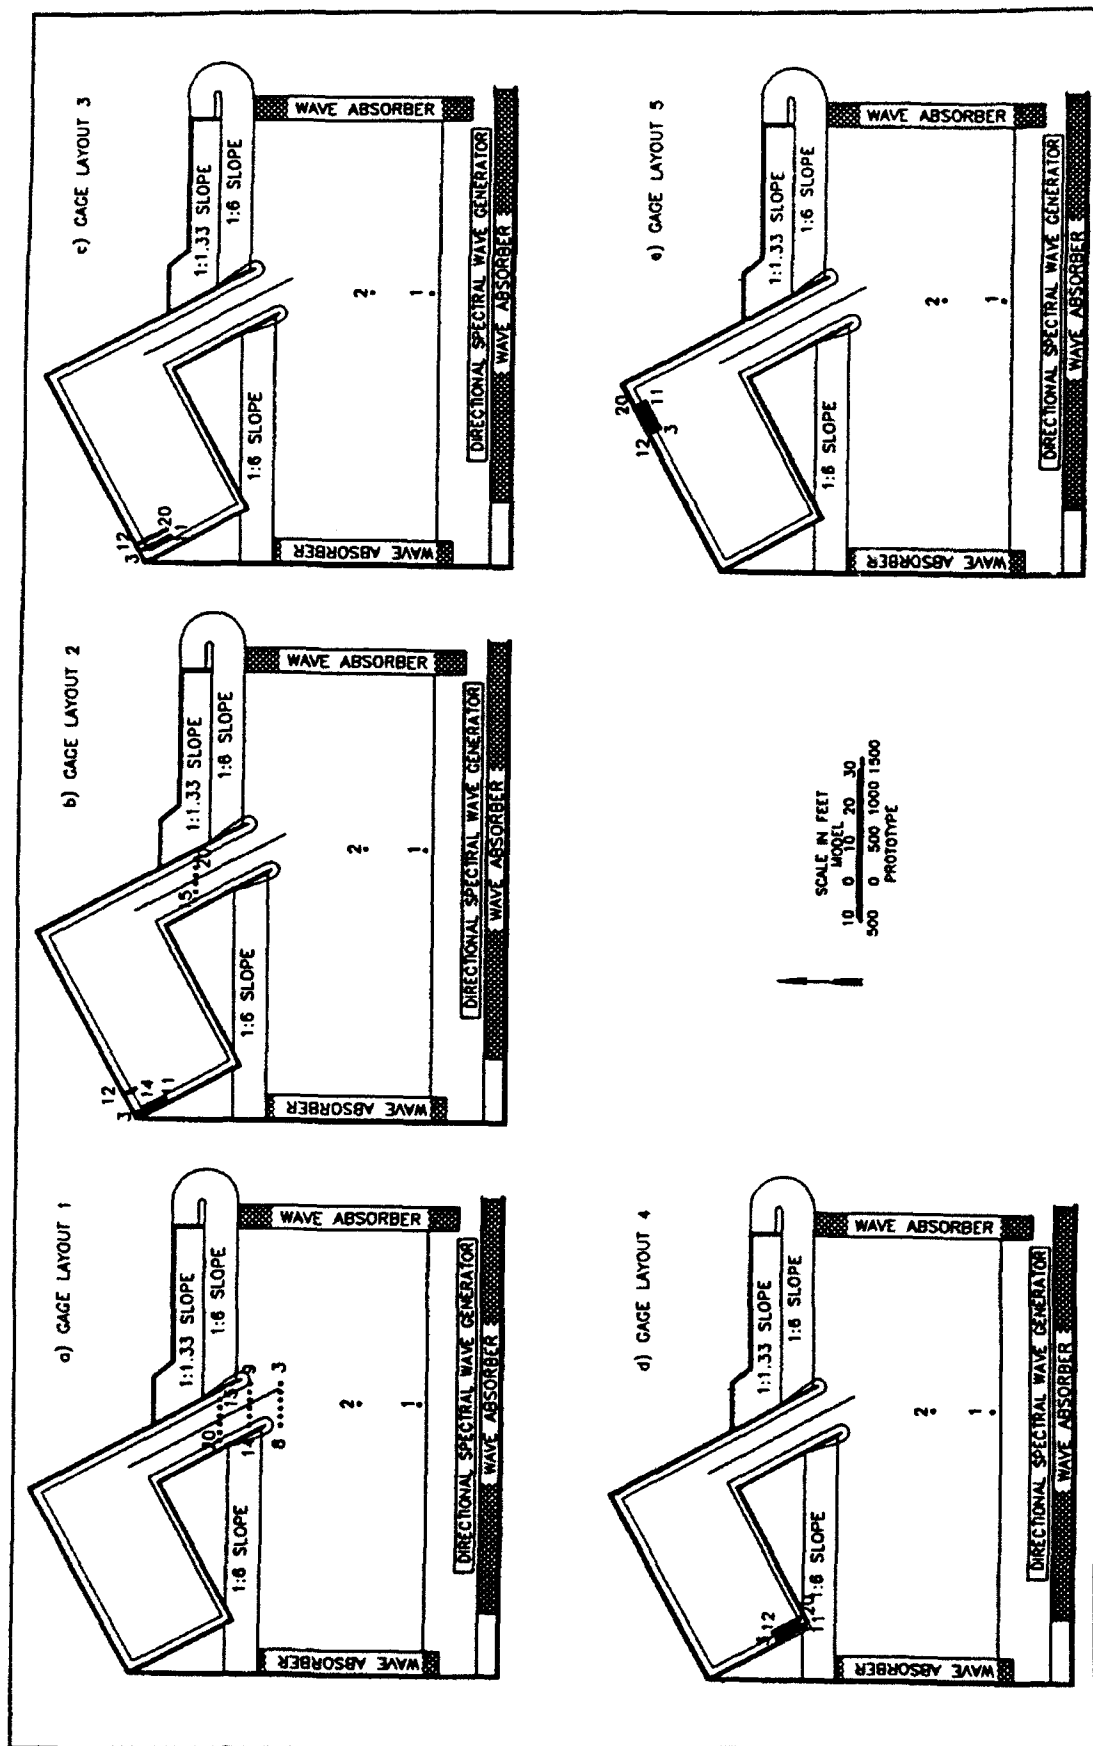 a) GAGE LAYOUT 1
1:1.33 SLOPE
1:6 SLOPE
1:6 SLOPE
10
15
9
14
8
3
2
1
WAVE ABSORBER
WAVE ABSORBER
DIRECTIONAL SPECTRAL WAVE GENERATOR
WAVE ABSORBER
b) GAGE LAYOUT 2
1:1.33 SLOPE
1:6 SLOPE
1:6 SLOPE
12
3
14
11
15
20
2
1
WAVE ABSORBER
WAVE ABSORBER
DIRECTIONAL SPECTRAL WAVE GENERATOR
WAVE ABSORBER
c) GAGE LAYOUT 3
1:1.33 SLOPE
1:6 SLOPE
1:6 SLOPE
12
3
20
11
2
1
WAVE ABSORBER
WAVE ABSORBER
DIRECTIONAL SPECTRAL WAVE GENERATOR
WAVE ABSORBER
d) GAGE LAYOUT 4
1:1.33 SLOPE
1:6 SLOPE
1:6 SLOPE
3
12
20
11
2
1
WAVE ABSORBER
WAVE ABSORBER
DIRECTIONAL SPECTRAL WAVE GENERATOR
WAVE ABSORBER
SCALE IN FEET
MODEL
10 0 10 20 30
500 0 500 1000 1500
PROTOTYPE
e) GAGE LAYOUT 5
1:1.33 SLOPE
1:6 SLOPE
1:6 SLOPE
20
12
11
3
2
1
WAVE ABSORBER
WAVE ABSORBER
DIRECTIONAL SPECTRAL WAVE GENERATOR
WAVE ABSORBER